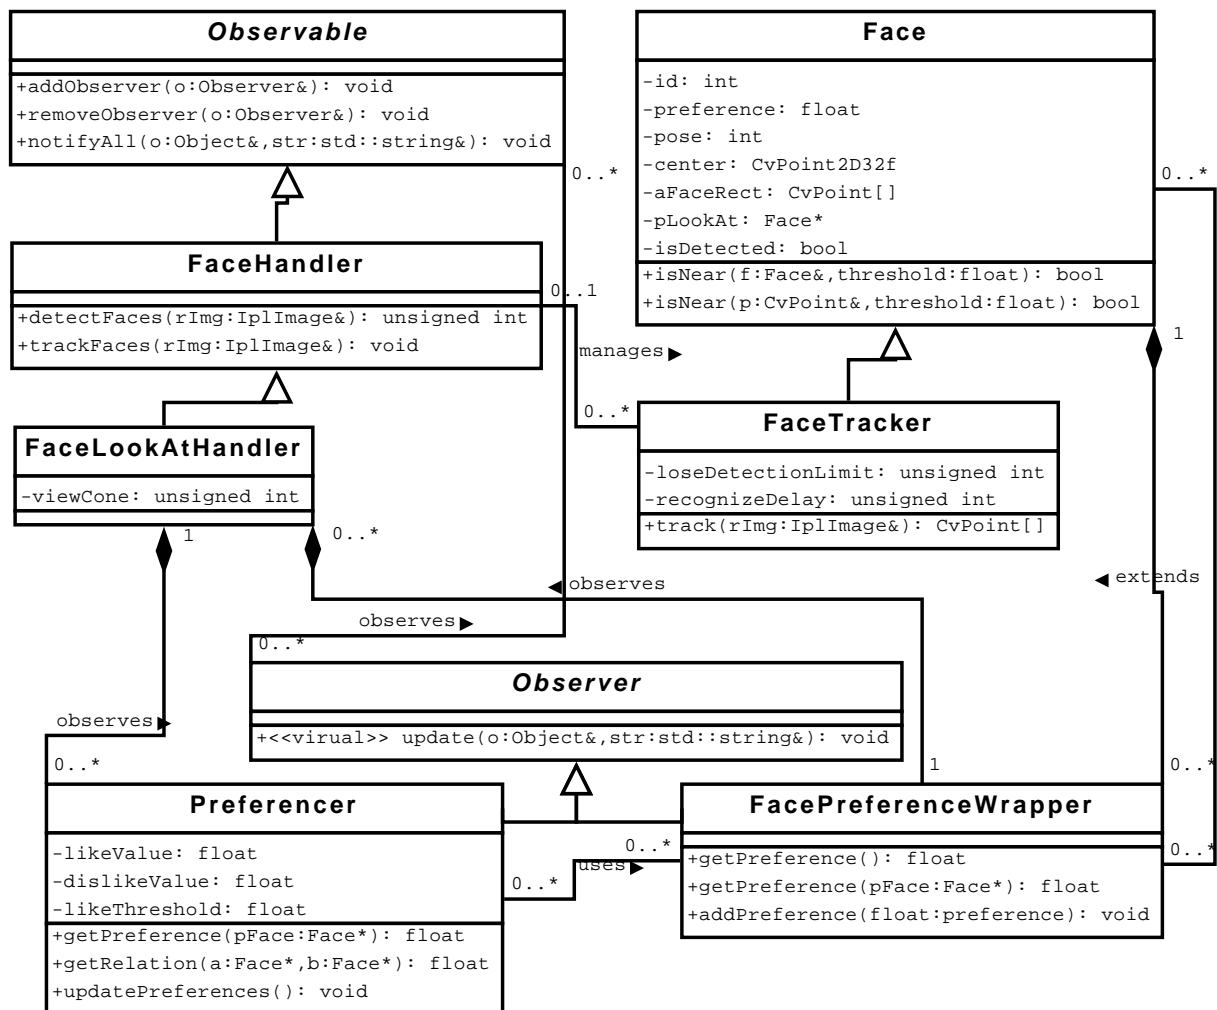 Observable
+addObserver(o:Observer&): void
+removeObserver(o:Observer&): void
+notifyAll(o:Object&,str:std::string&): void
0..*
Face
-id: int
-preference: float
-pose: int
-center: CvPoint2D32f
-aFaceRect: CvPoint[]
-pLookAt: Face*
-isDetected: bool
+isNear(f:Face&,threshold:float): bool
+isNear(p:CvPoint&,threshold:float): bool
0..*
1
FaceHandler
+detectFaces(rImg:IplImage&): unsigned int
+trackFaces(rImg:IplImage&): void
0..1
manages
0..*
FaceTracker
-loseDetectionLimit: unsigned int
-recognizeDelay: unsigned int
+track(rImg:IplImage&): CvPoint[]
FaceLookAtHandler
-viewCone: unsigned int
1
0..*
observes
extends
observes
0..*
Observer
+<<virual>> update(o:Object&,str:std::string&): void
observes
0..*
1
0..*
Preferencer
-likeValue: float
-dislikeValue: float
-likeThreshold: float
+getPreference(pFace:Face*): float
+getRelation(a:Face*,b:Face*): float
+updatePreferences(): void
0..*
uses
0..*
FacePreferenceWrapper
+getPreference(): float
+getPreference(pFace:Face*): float
+addPreference(float:preference): void
0..*